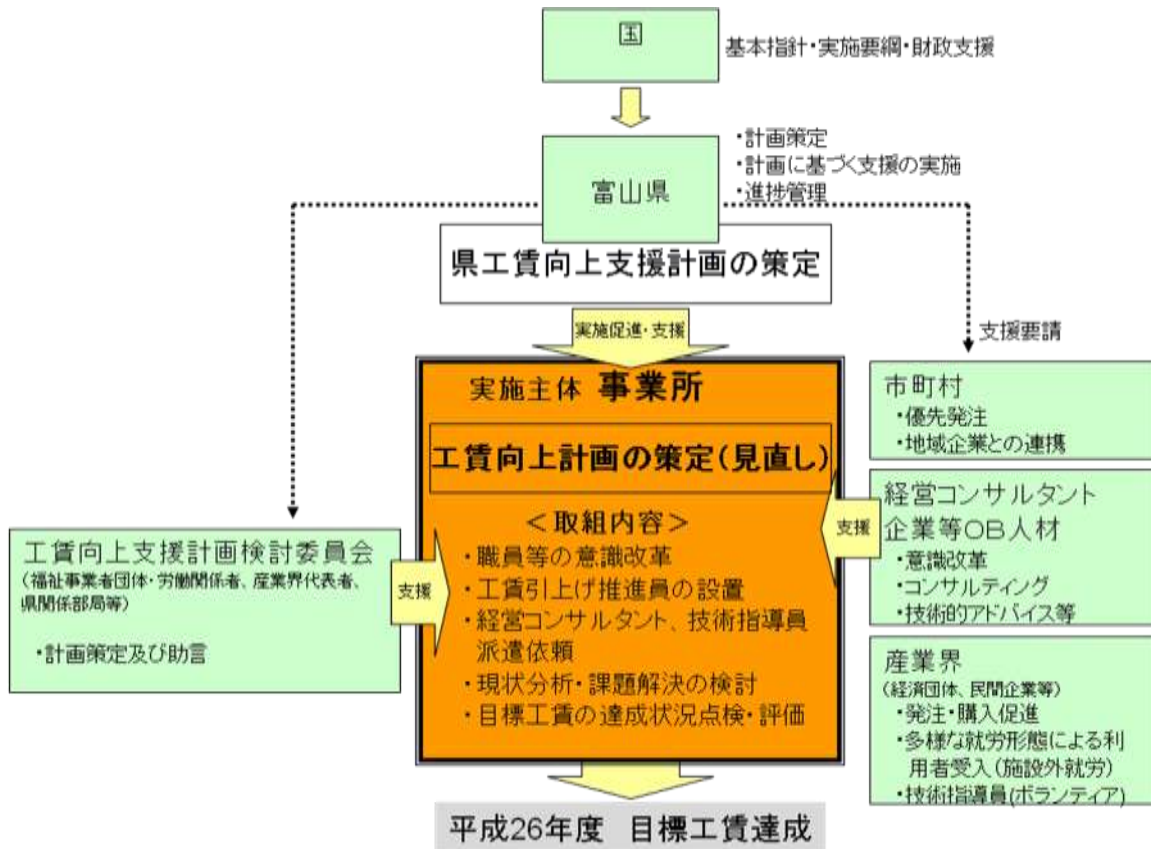 国
基本指針・実施要綱・財政支援
富山県
・計画策定
・計画に基づく支援の実施
・進捗管理
県工賃向上支援計画の策定
実施促進・支援
支援要請
実施主体 事業所
工賃向上計画の策定(見直し)
＜取組内容＞
・職員等の意識改革
・工賃引上げ推進員の設置
・経営コンサルタント、技術指導員
派遣依頼
・現状分析・課題解決の検討
・目標工賃の達成状況点検・評価
工賃向上支援計画検討委員会
(福祉事業者団体・労働関係者、産業界代表者、
県関係部局等)
・計画策定及び助言
支援
支援
市町村
・優先発注
・地域企業との連携
経営コンサルタント
企業等OB人材
・意識改革
・コンサルティング
・技術的アドバイス等
産業界
(経済団体、民間企業等)
・発注・購入促進
・多様な就労形態による利
用者受入(施設外就労)
・技術指導員(ボランティア)
平成26年度 目標工賃達成